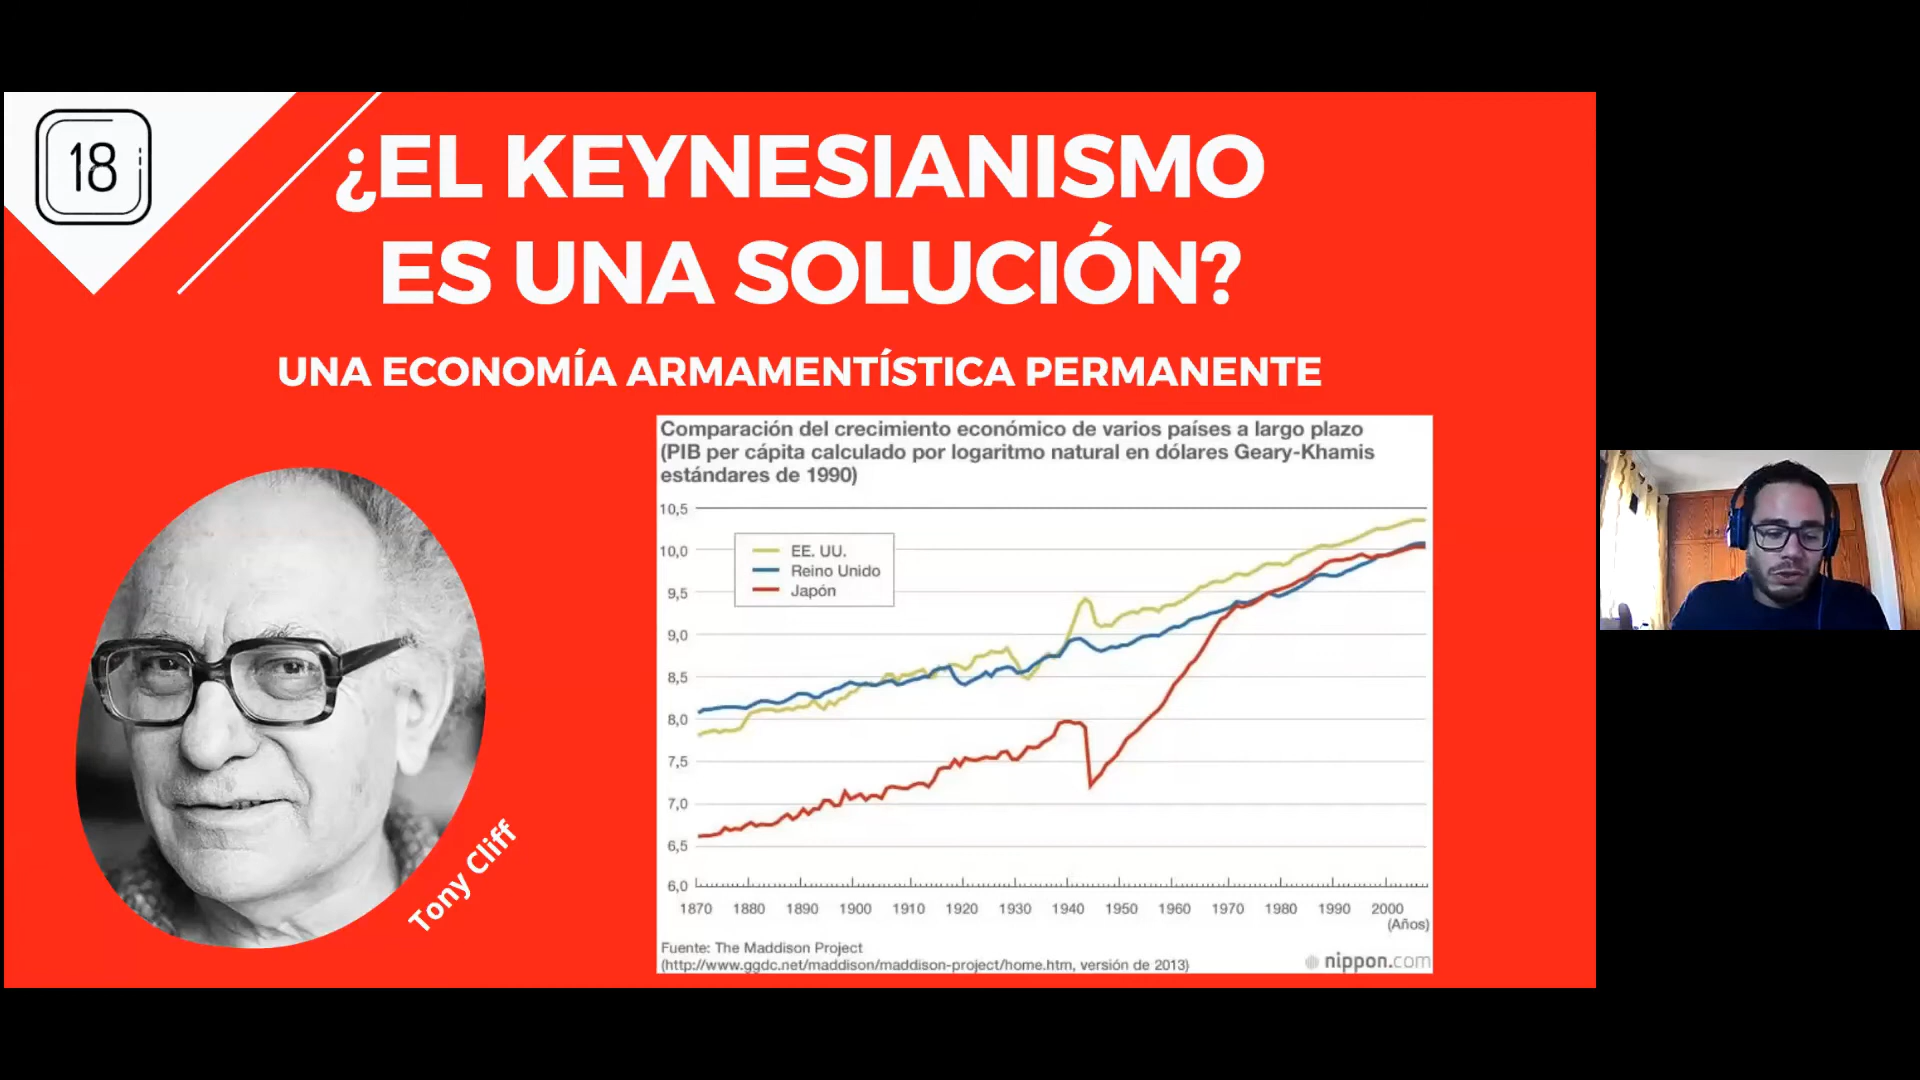 18
¿EL KEYNESIANISMO
ES UNA SOLUCIÓN?
UNA ECONOMÍA ARMAMENTÍSTICA PERMANENTE
Tony Cliff
Comparación del crecimiento económico de varios países a largo plazo
(PIB per cápita calculado por logaritmo natural en dólares Geary-Khamis
estándares de 1990)
10,5
10,0
9,5
9,0
8,5
8,0
7,5
7,0
6,5
6,0
EE. UU.
Reino Unido
Japón
1870 1880 1890 1900 1910 1920 1930 1940 1950 1960 1970 1980 1990 2000
(Años)
Fuente: The Maddison Project
(http://www.ggdc.net/maddison/maddison-project/home.htm, versión de 2013)
nippon.com